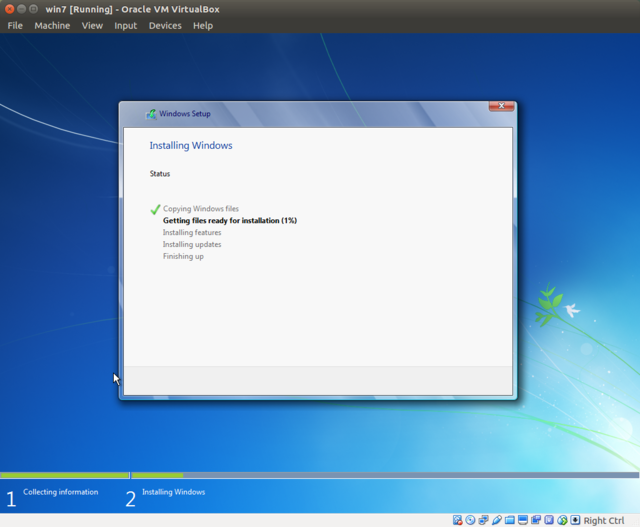 win7 [Running] - Oracle VM VirtualBox
File Machine View Input Devices Help
Windows Setup
Installing Windows
Status
Copying Windows files
Getting files ready for installation (1%)
Installing features
Installing updates
Finishing up
1 Collecting information 2 Installing Windows
Right Ctrl